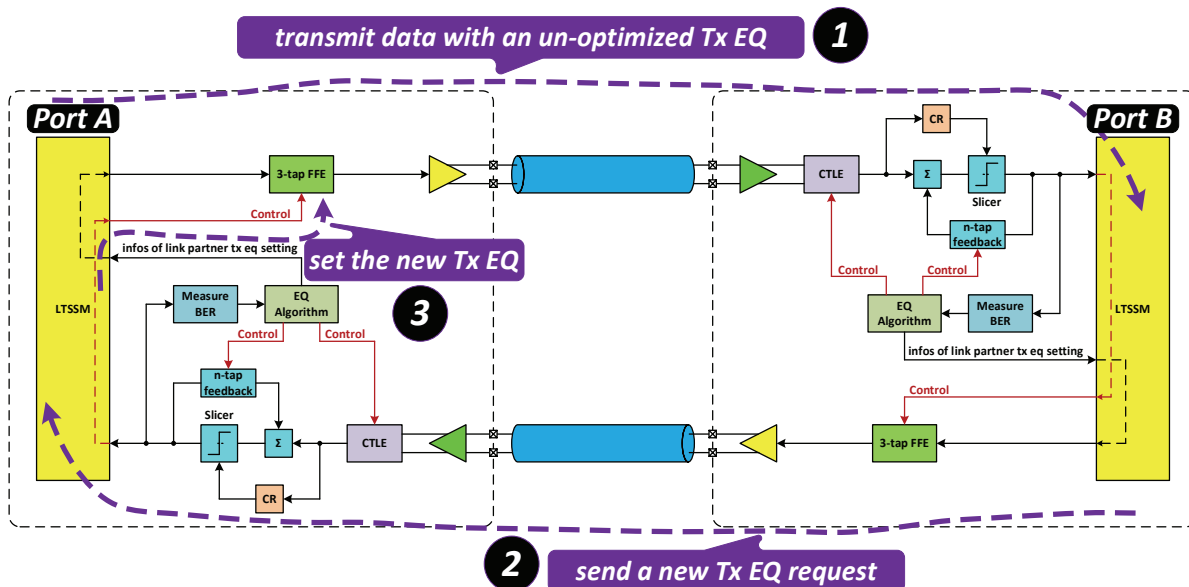 transmit data with an un-optimized Tx EQ
1
Port A
Port B
CR
3-tap FFE
CTLE
Σ
Slicer
Control
n-tap
feedback
infos of link partner tx eq setting
set the new Tx EQ
Control
Control
3
LTSSM
Measure
BER
EQ
Algorithm
EQ
Algorithm
Measure
BER
LTSSM
Control
Control
infos of link partner tx eq setting
n-tap
feedback
Control
Slicer
Σ
CTLE
3-tap FFE
CR
2
send a new Tx EQ request